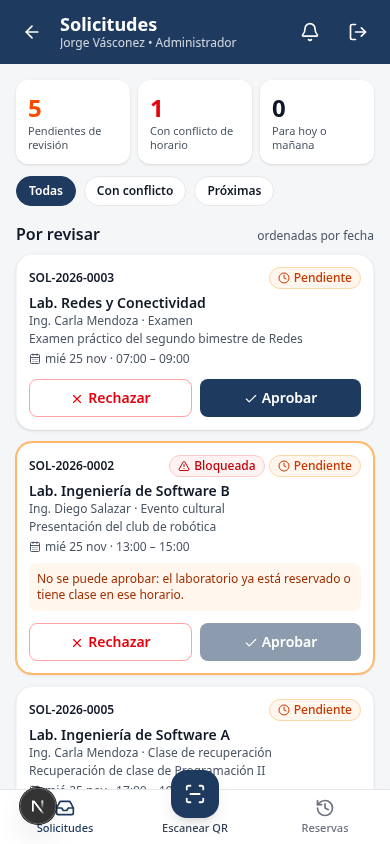 Solicitudes
Jorge Vásconez • Administrador
5
Pendientes de
revisión
1
Con conflicto de
horario
0
Para hoy o
mañana
Todas
Con conflicto
Próximas
Por revisar
ordenadas por fecha
SOL-2026-0003
Pendiente
Lab. Redes y Conectividad
Ing. Carla Mendoza · Examen
Examen práctico del segundo bimestre de Redes
mié 25 nov · 07:00 – 09:00
Rechazar
Aprobar
SOL-2026-0002
Bloqueada
Pendiente
Lab. Ingeniería de Software B
Ing. Diego Salazar · Evento cultural
Presentación del club de robótica
mié 25 nov · 13:00 – 15:00
No se puede aprobar: el laboratorio ya está reservado o
tiene clase en ese horario.
Rechazar
Aprobar
SOL-2026-0005
Pendiente
Lab. Ingeniería de Software A
Ing. Carla Mendoza · Clase de recuperación
Recuperación de clase de Programación II
N
Solicitudes
Escanear QR
Reservas